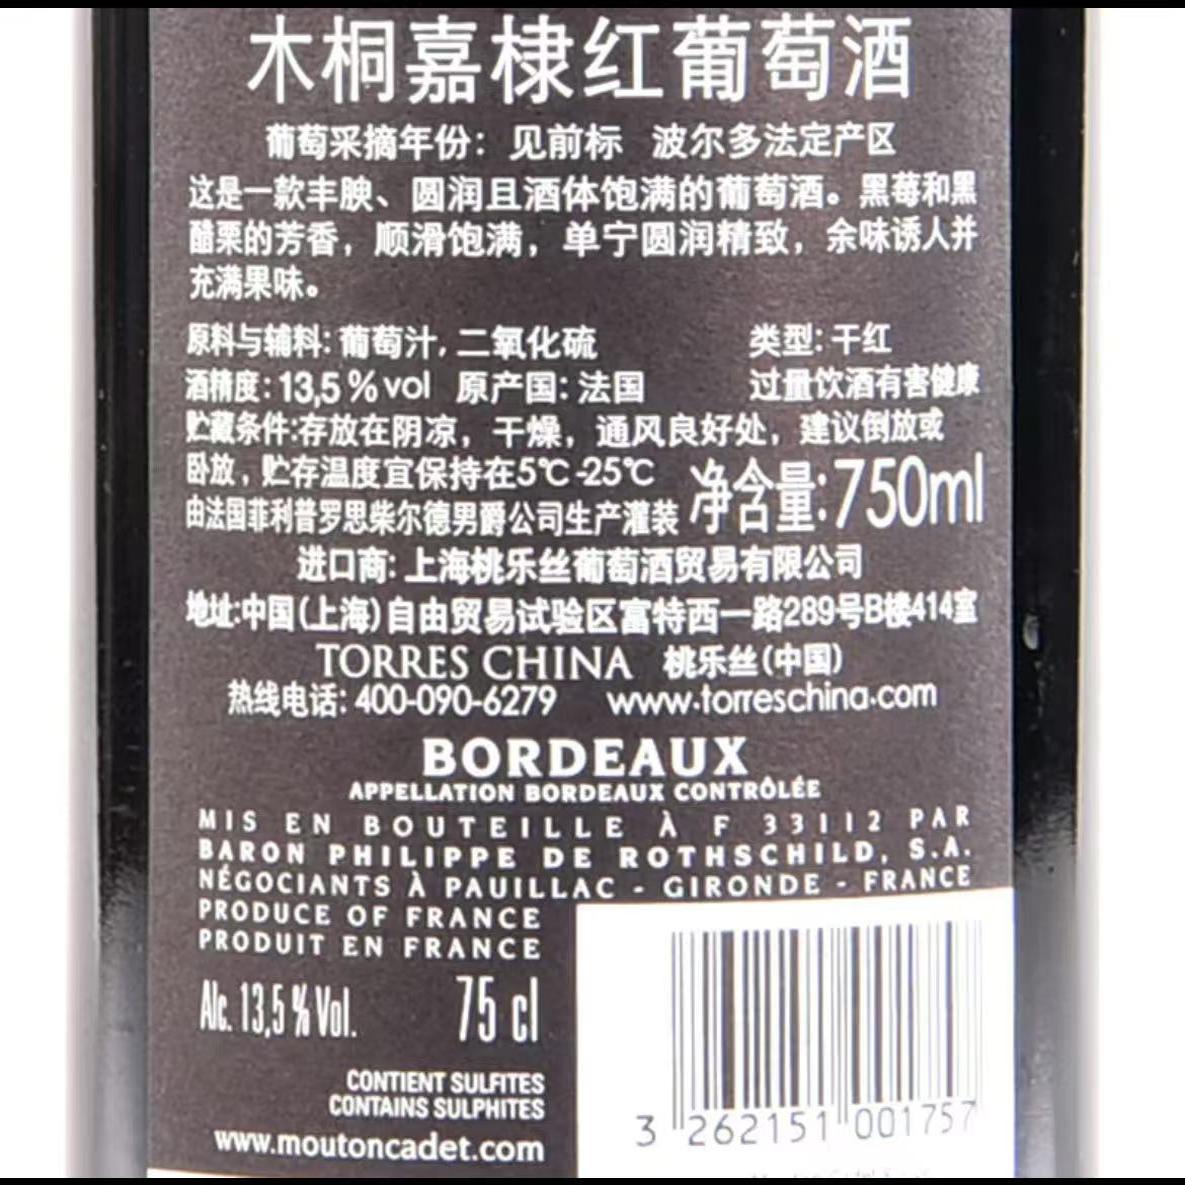 木桐嘉棣红葡萄酒
葡萄采摘年份：见前标 波尔多法定产区
这是一款丰腴、圆润且酒体饱满的葡萄酒。黑莓和黑
醋栗的芳香，顺滑饱满，单宁圆润精致，余味诱人并
充满果味。
原料与辅料：葡萄汁，二氧化硫 类型：干红
酒精度：13,5%vol 原产国：法国 过量饮酒有害健康
贮藏条件:存放在阴凉，干燥，通风良好处，建议倒放或
卧放，贮存温度宜保持在5℃-25℃ 净含量:750ml
由法国菲利普罗思柴尔德男爵公司生产灌装
进口商：上海桃乐丝葡萄酒贸易有限公司
地址:中国(上海)自由贸易试验区富特西一路289号B楼414室
TORRES CHINA 桃乐丝(中国)
热线电话: 400-090-6279 www.torreschina.com
BORDEAUX
APPELLATION BORDEAUX CONTRÔLÉE
MIS EN BOUTEILLE À F 33112 PAR
BARON PHILIPPE DE ROTHSCHILD, S.A.
NÉGOCIANTS À PAUILLAC - GIRONDE - FRANCE
PRODUCE OF FRANCE
PRODUIT EN FRANCE
Alc. 13,5 % Vol. 75 cl
CONTIENT SULFITES
CONTAINS SULPHITES
www.moutoncadet.com
3 262151 001757